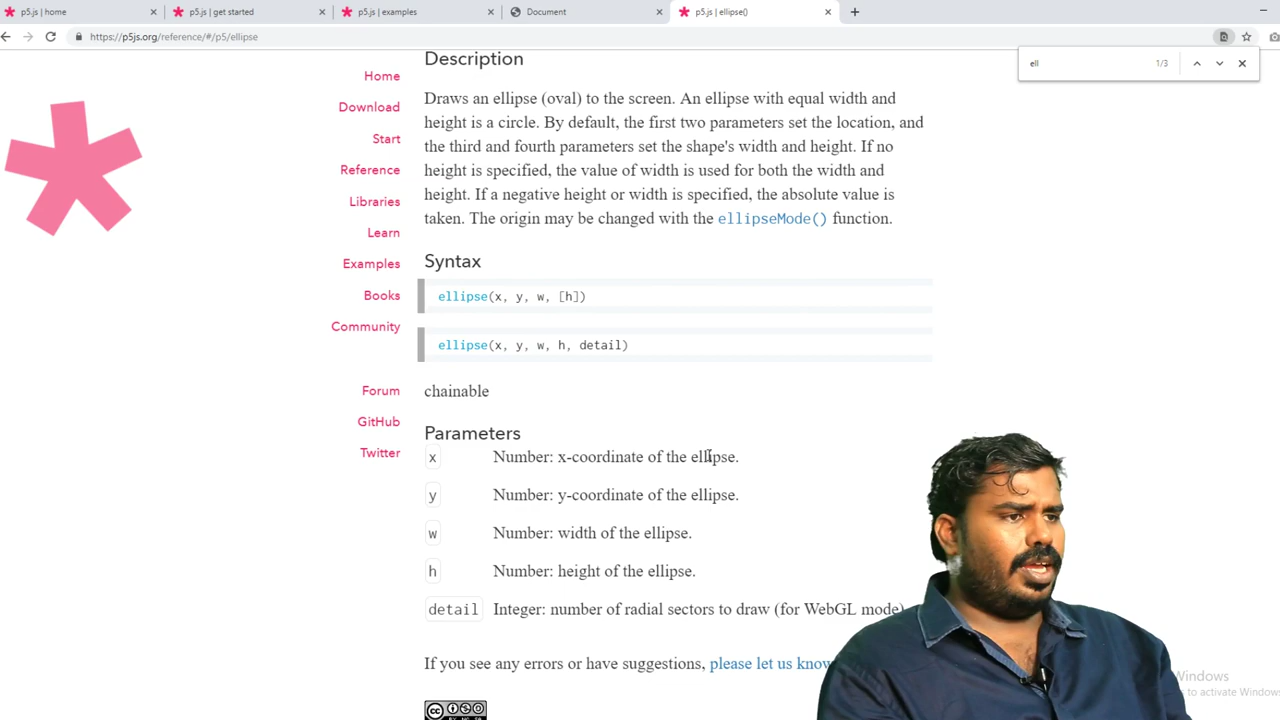 p5.js | home
p5.js | get started
p5.js | examples
Document
p5.js | ellipse()
https://p5js.org/reference/#/p5/ellipse
ell
1/3
Home
Download
Start
Reference
Libraries
Learn
Examples
Books
Community
Forum
GitHub
Twitter
Description
Draws an ellipse (oval) to the screen. An ellipse with equal width and
height is a circle. By default, the first two parameters set the location, and
the third and fourth parameters set the shape's width and height. If no
height is specified, the value of width is used for both the width and
height. If a negative height or width is specified, the absolute value is
taken. The origin may be changed with the ellipseMode() function.
Syntax
ellipse(x, y, w, [h])
ellipse(x, y, w, h, detail)
chainable
Parameters
x Number: x-coordinate of the ellipse.
y Number: y-coordinate of the ellipse.
w Number: width of the ellipse.
h Number: height of the ellipse.
detail Integer: number of radial sectors to draw (for WebGL mode)
If you see any errors or have suggestions, please let us know
Windows
to activate Windows
cc